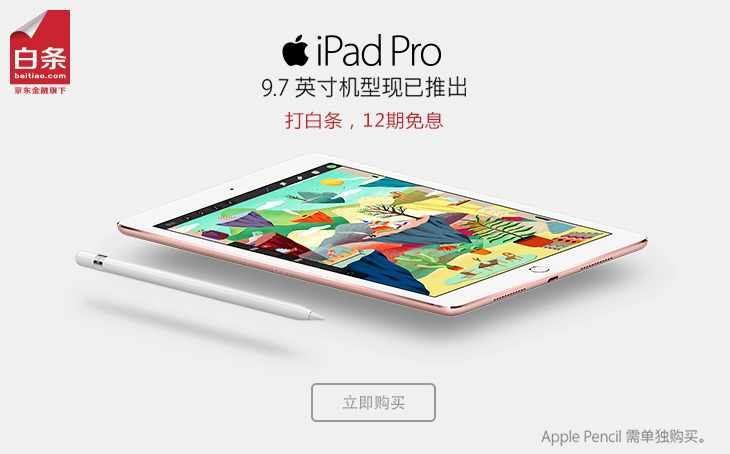 白条
baitiao.com
京东金融旗下
iPad Pro
9.7 英寸机型现已推出
打白条，12期免息
立即购买
Apple Pencil 需单独购买。